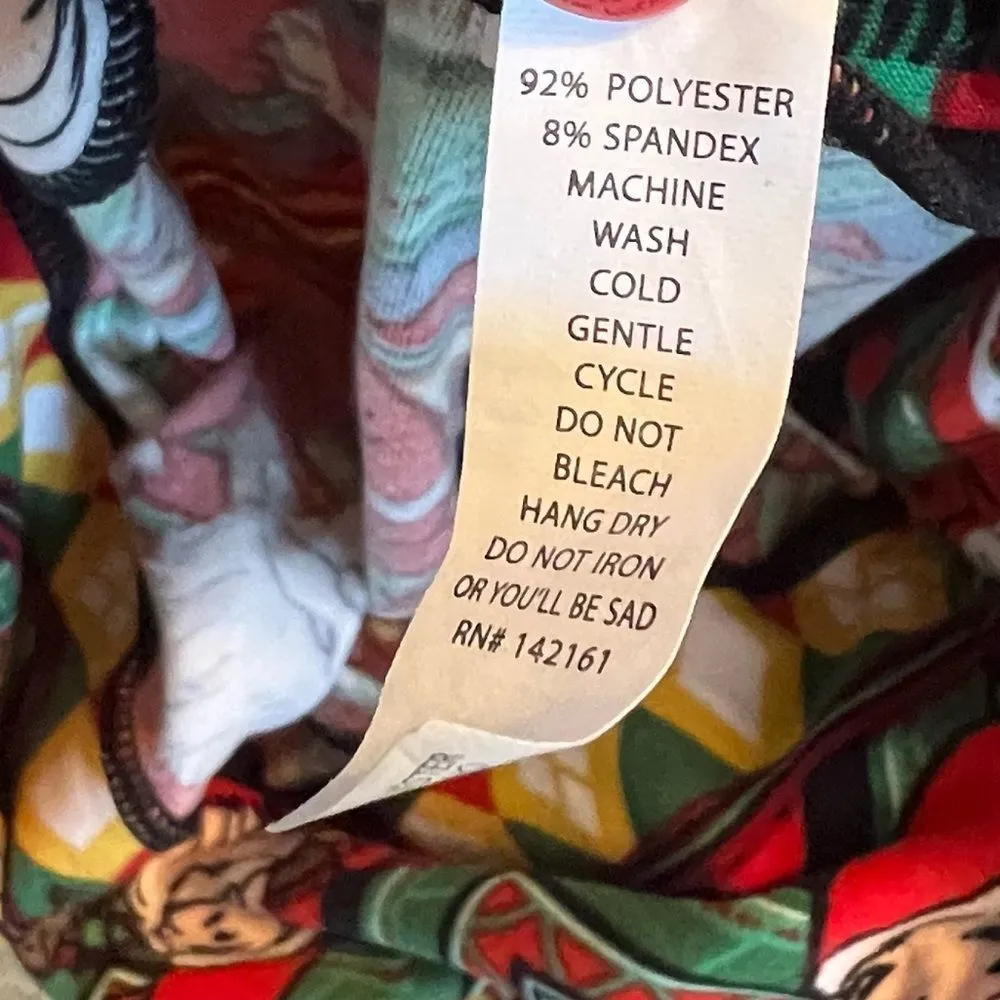 92% POLYESTER
8% SPANDEX
MACHINE
WASH
COLD
GENTLE
CYCLE
DO NOT
BLEACH
HANG DRY
DO NOT IRON
OR YOU'LL BE SAD
RN# 142161